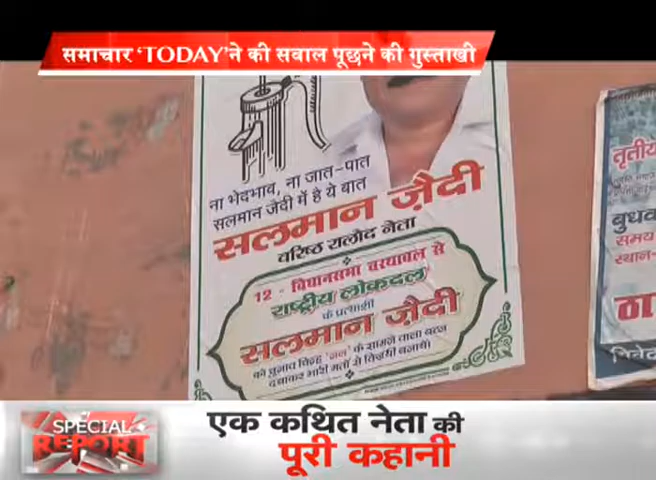 समाचार 'TODAY' ने की सवाल पूछने की गुस्ताखी
ना भेदभाव, ना जात-पात
सलमान जैदी में है ये बात
सलमान ज़ैदी
वरिष्ठ रालोद नेता
12 - विधानसभा चरथावल से
राष्ट्रीय लोकदल
के प्रत्याशी
सलमान ज़ैदी
को चुनाव चिन्ह 'नल' के सामने वाला बटन
दबाकर भारी मतों से विजयी बनायें।
तृतीय
बुधव
समय
स्थान-
ठा
निवेद
SPECIAL
REPORT
एक कथित नेता की
पूरी कहानी